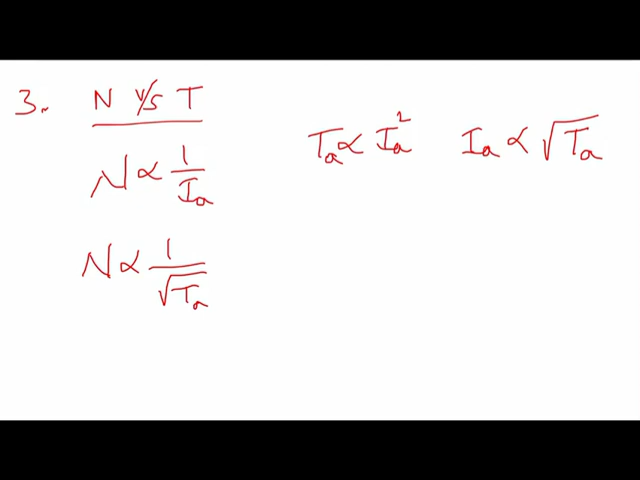 3. N v/s T
Tₐ ∝ Iₐ² Iₐ ∝ √Tₐ
N ∝ 1/Iₐ
N ∝ 1/√Tₐ